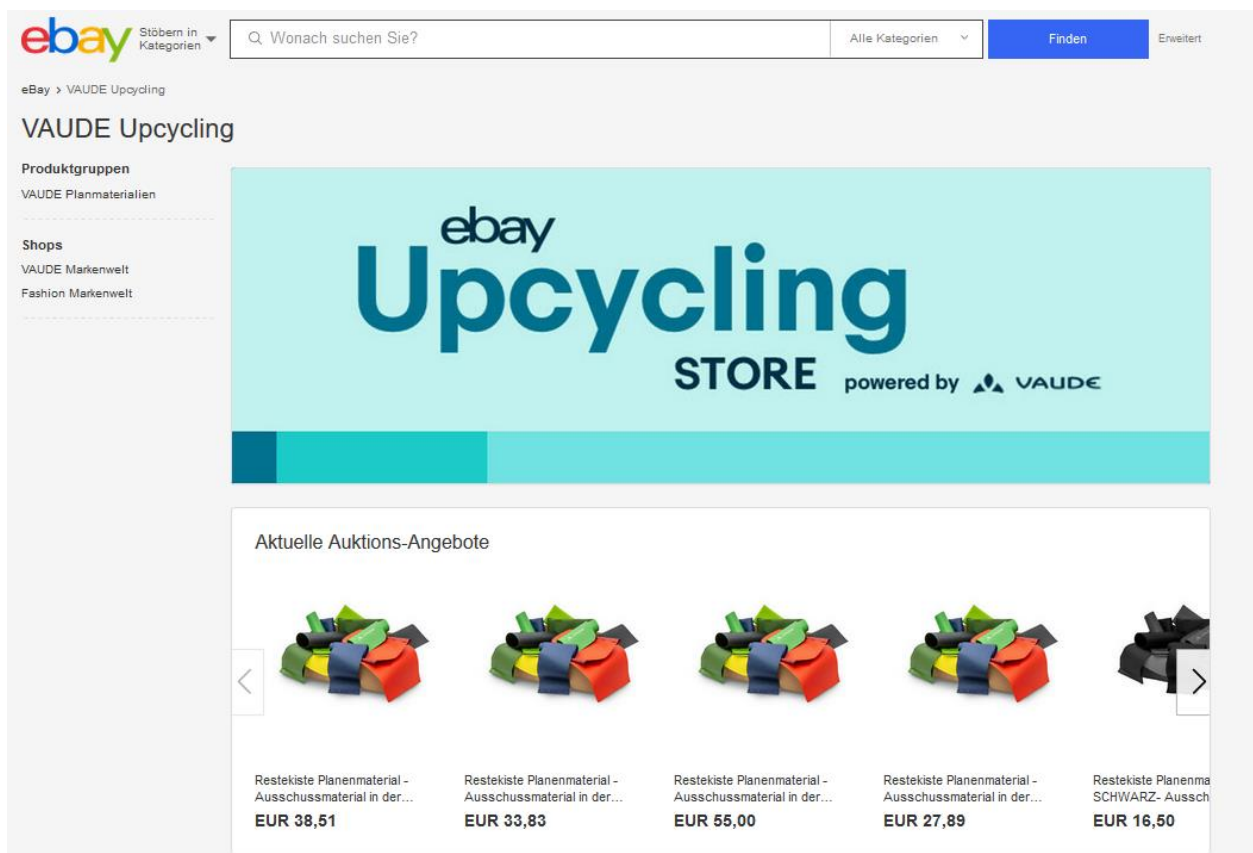 ebay
Stöbern in
Kategorien
Wonach suchen Sie?
Alle Kategorien
Finden
Erweitert
eBay > VAUDE Upcycling
VAUDE Upcycling
Produktgruppen
VAUDE Planmaterialien
Shops
VAUDE Markenwelt
Fashion Markenwelt
ebay
Upcycling
STORE powered by VAUDE
Aktuelle Auktions-Angebote
Restekiste Planenmaterial -
Ausschussmaterial in der...
EUR 38,51
Restekiste Planenmaterial -
Ausschussmaterial in der...
EUR 33,83
Restekiste Planenmaterial -
Ausschussmaterial in der...
EUR 55,00
Restekiste Planenmaterial -
Ausschussmaterial in der...
EUR 27,89
Restekiste Planenma
SCHWARZ- Aussch
EUR 16,50